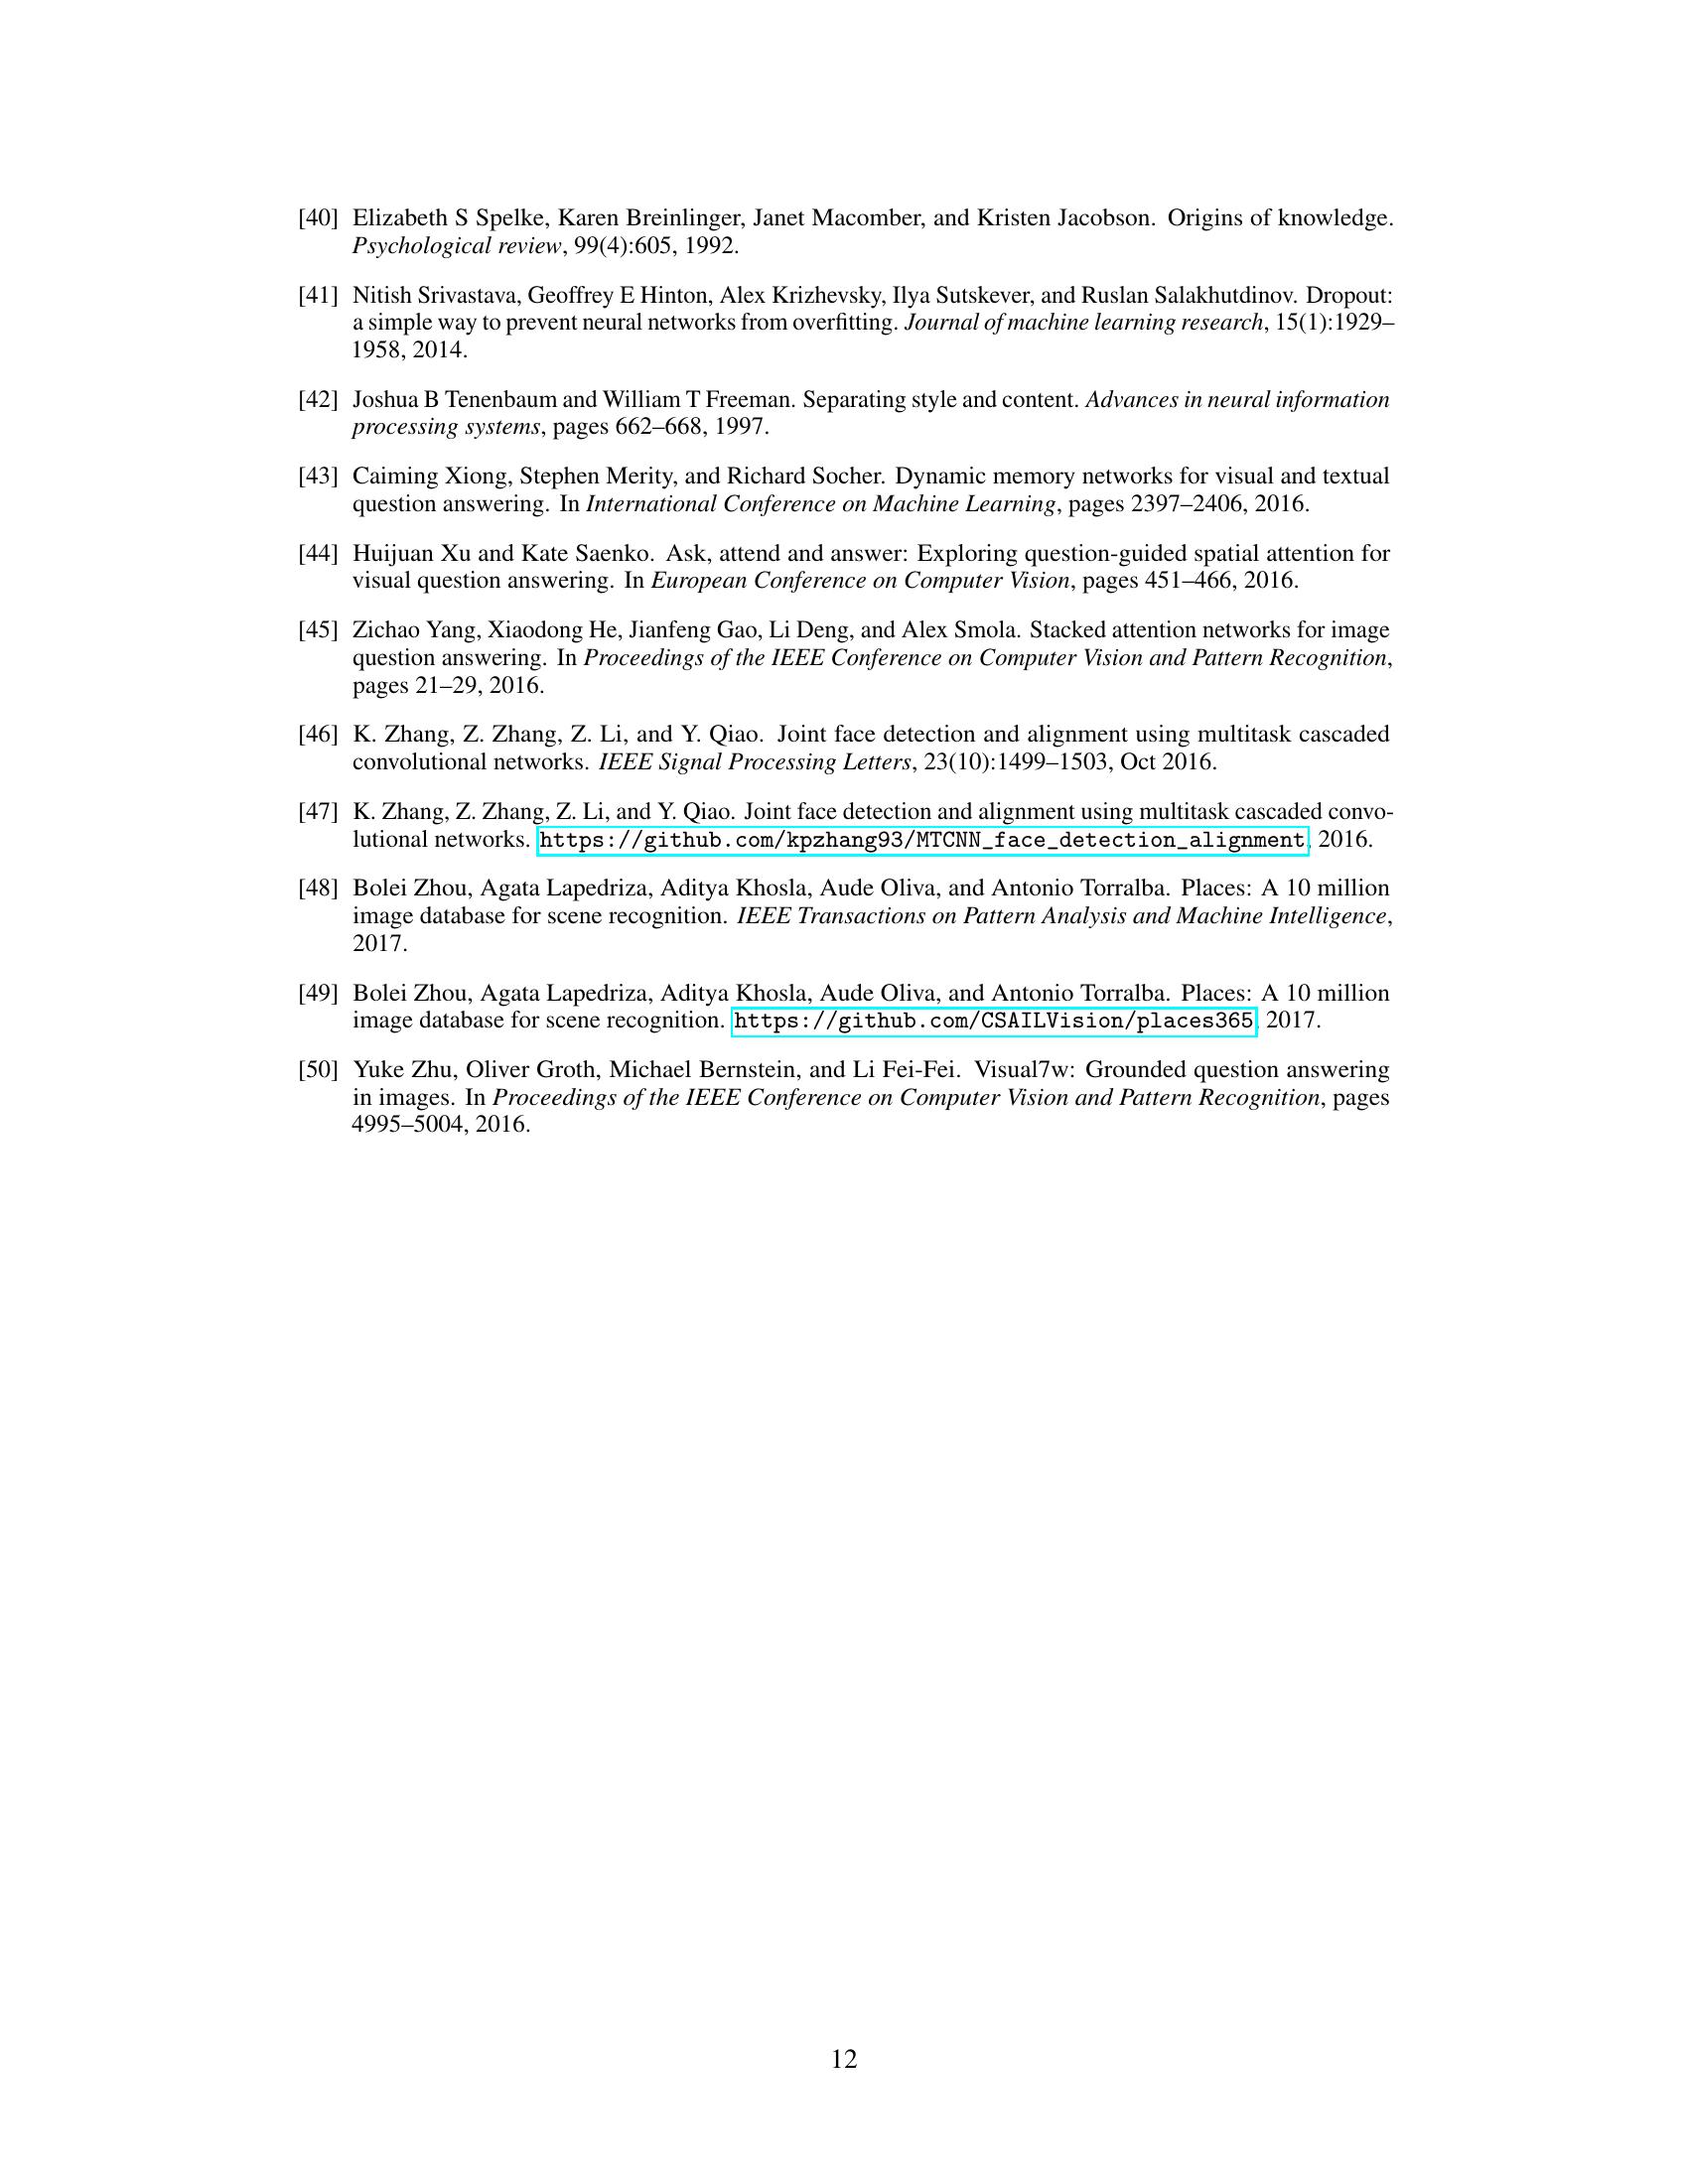 [40] Elizabeth S Spelke, Karen Breinlinger, Janet Macomber, and Kristen Jacobson. Origins of knowledge.
Psychological review, 99(4):605, 1992.
[41] Nitish Srivastava, Geoffrey E Hinton, Alex Krizhevsky, Ilya Sutskever, and Ruslan Salakhutdinov. Dropout:
a simple way to prevent neural networks from overfitting. Journal of machine learning research, 15(1):1929–
1958, 2014.
[42] Joshua B Tenenbaum and William T Freeman. Separating style and content. Advances in neural information
processing systems, pages 662–668, 1997.
[43] Caiming Xiong, Stephen Merity, and Richard Socher. Dynamic memory networks for visual and textual
question answering. In International Conference on Machine Learning, pages 2397–2406, 2016.
[44] Huijuan Xu and Kate Saenko. Ask, attend and answer: Exploring question-guided spatial attention for
visual question answering. In European Conference on Computer Vision, pages 451–466, 2016.
[45] Zichao Yang, Xiaodong He, Jianfeng Gao, Li Deng, and Alex Smola. Stacked attention networks for image
question answering. In Proceedings of the IEEE Conference on Computer Vision and Pattern Recognition,
pages 21–29, 2016.
[46] K. Zhang, Z. Zhang, Z. Li, and Y. Qiao. Joint face detection and alignment using multitask cascaded
convolutional networks. IEEE Signal Processing Letters, 23(10):1499–1503, Oct 2016.
[47] K. Zhang, Z. Zhang, Z. Li, and Y. Qiao. Joint face detection and alignment using multitask cascaded convo-
lutional networks. https://github.com/kpzhang93/MTCNN_face_detection_alignment, 2016.
[48] Bolei Zhou, Agata Lapedriza, Aditya Khosla, Aude Oliva, and Antonio Torralba. Places: A 10 million
image database for scene recognition. IEEE Transactions on Pattern Analysis and Machine Intelligence,
2017.
[49] Bolei Zhou, Agata Lapedriza, Aditya Khosla, Aude Oliva, and Antonio Torralba. Places: A 10 million
image database for scene recognition. https://github.com/CSAILVision/places365, 2017.
[50] Yuke Zhu, Oliver Groth, Michael Bernstein, and Li Fei-Fei. Visual7w: Grounded question answering
in images. In Proceedings of the IEEE Conference on Computer Vision and Pattern Recognition, pages
4995–5004, 2016.
12